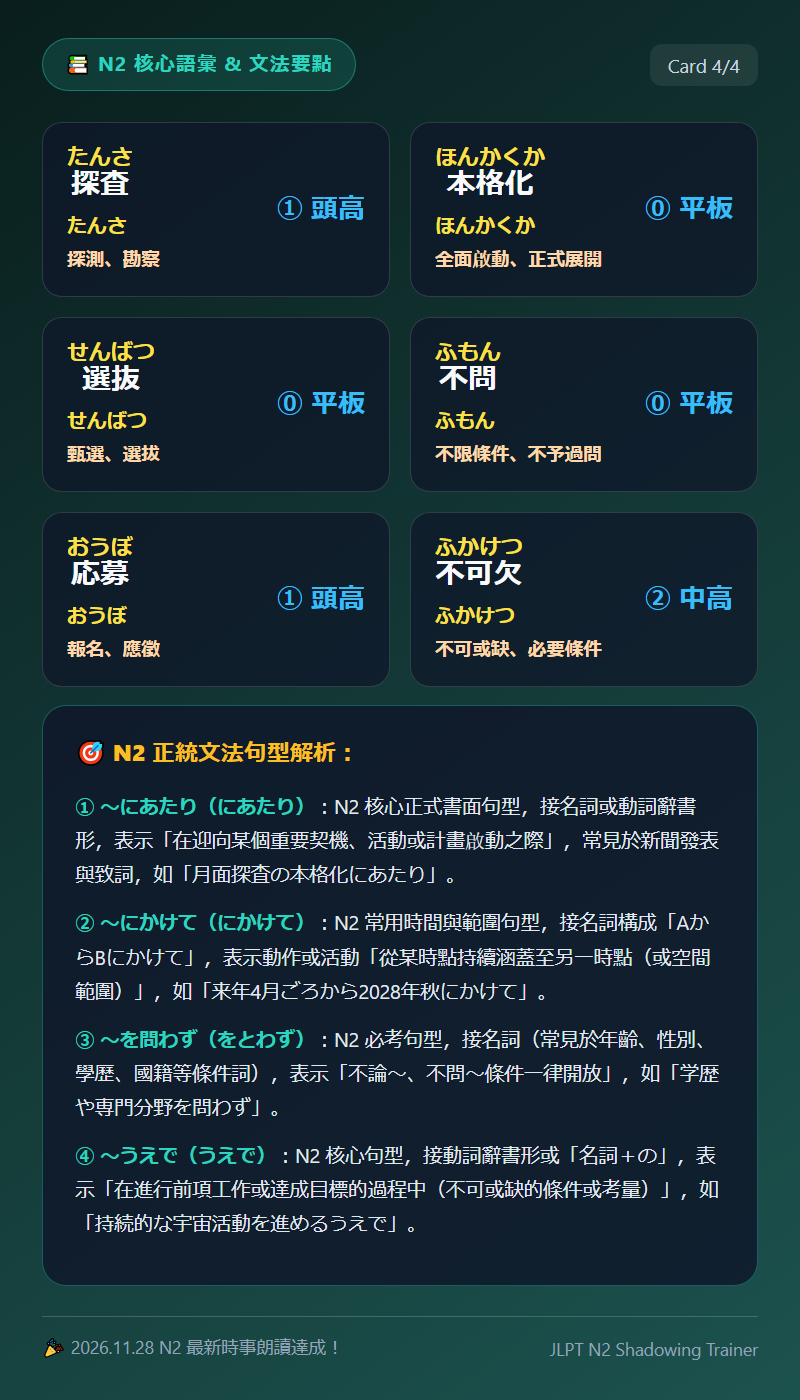 📚 N2 核心語彙 & 文法要點
Card 4/4
たんさ
探査
たんさ
探測、勘察
① 頭高
ほんかくか
本格化
ほんかくか
全面啟動、正式展開
⓪ 平板
せんばつ
選抜
せんばつ
甄選、選拔
⓪ 平板
ふもん
不問
ふもん
不限條件、不予過問
⓪ 平板
おうぼ
応募
おうぼ
報名、應徵
① 頭高
ふかけつ
不可欠
ふかけつ
不可或缺、必要條件
② 中高
🎯 N2 正統文法句型解析：
① ～にあたり（にあたり）：N2 核心正式書面句型，接名詞或動詞辭書
形，表示「在迎向某個重要契機、活動或計畫啟動之際」，常見於新聞發表
與致詞，如「月面探査の本格化にあたり」。
② ～にかけて（にかけて）：N2 常用時間與範圍句型，接名詞構成「Aか
らBにかけて」，表示動作或活動「從某時點持續涵蓋至另一時點（或空間
範圍）」，如「来年4月ごろから2028年秋にかけて」。
③ ～を問わず（をとわず）：N2 必考句型，接名詞（常見於年齡、性別、
學歷、國籍等條件詞），表示「不論～、不問～條件一律開放」，如「学歴
や専門分野を問わず」。
④ ～うえで（うえで）：N2 核心句型，接動詞辭書形或「名詞＋の」，表
示「在進行前項工作或達成目標的過程中（不可或缺的條件或考量）」，如
「持続的な宇宙活動を進めるうえで」。
🎉 2026.11.28 N2 最新時事朗讀達成！
JLPT N2 Shadowing Trainer